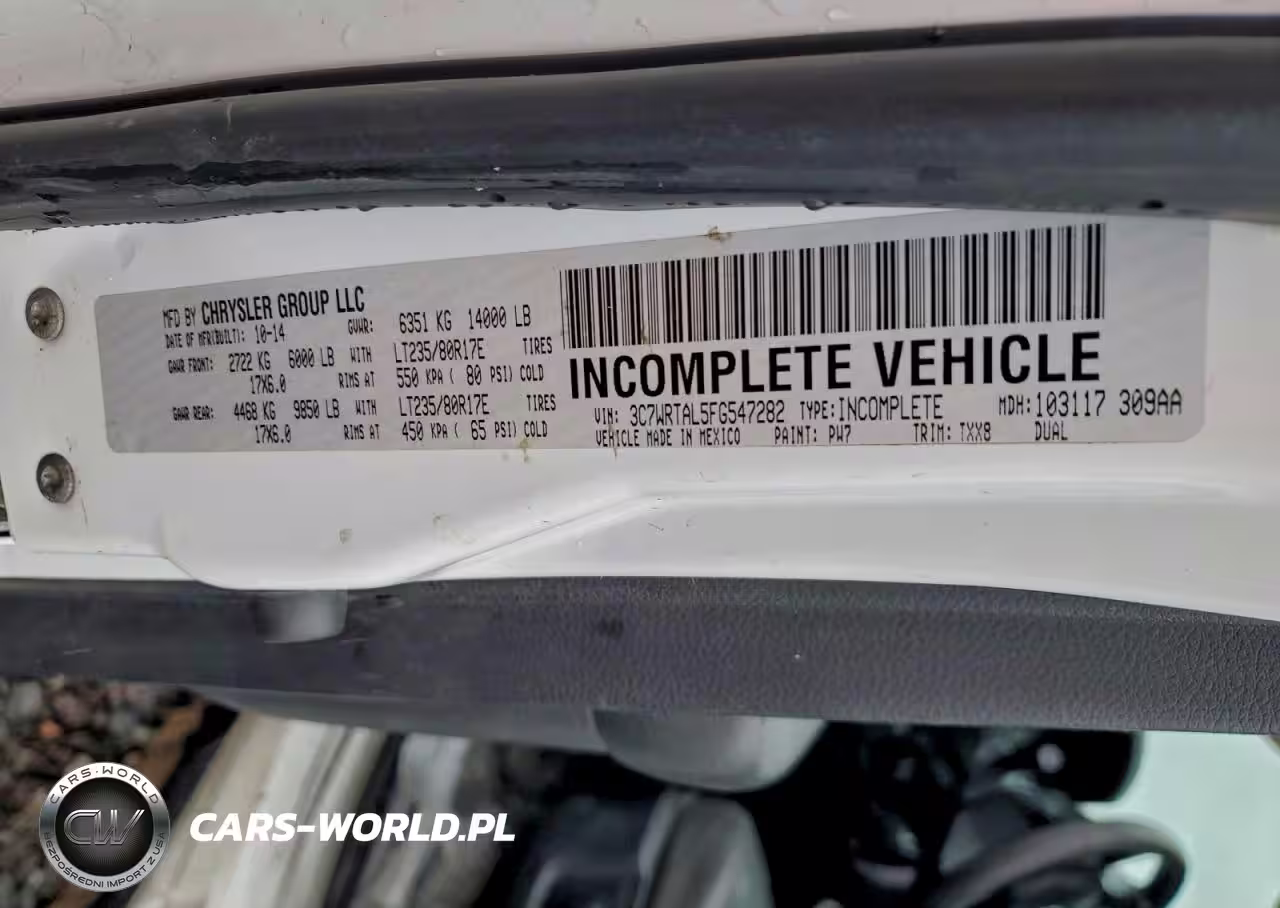 MFD BY CHRYSLER GROUP LLC
DATE OF MFR(BUILT): 10-14 GVWR: 6351 KG 14000 LB
GAWR FRONT: 2722 KG 6000 LB WITH LT235/80R17E TIRES
17X6.0 RIMS AT 550 KPA ( 80 PSI) COLD
GAWR REAR: 4468 KG 9850 LB WITH LT235/80R17E TIRES
17X6.0 RIMS AT 450 KPA ( 65 PSI) COLD
INCOMPLETE VEHICLE
VIN: 3C7WRTAL5FG547282 TYPE: INCOMPLETE MDH: 103117 309AA
VEHICLE MADE IN MEXICO PAINT: PW7 TRIM: TXX8 DUAL
CARS-WORLD
CW
BEZPOŚREDNI IMPORT Z USA
CARS-WORLD.PL